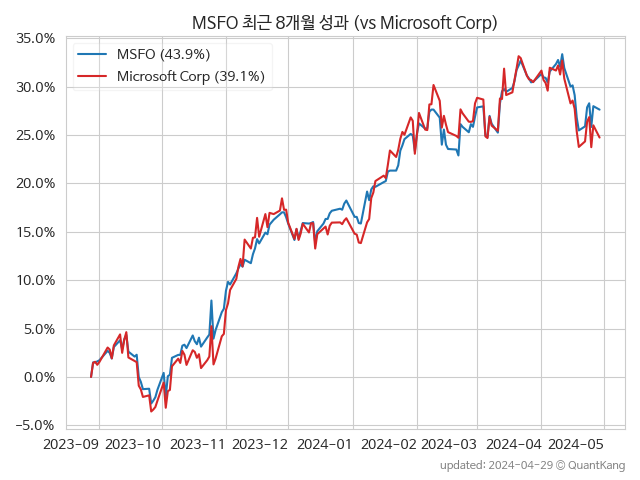 MSFO 최근 8개월 성과 (vs Microsoft Corp)
MSFO (43.9%)
Microsoft Corp (39.1%)
35.0%
30.0%
25.0%
20.0%
15.0%
10.0%
5.0%
0.0%
−5.0%
2023−09 2023−10 2023−11 2023−12 2024−01 2024−02 2024−03 2024−04 2024−05
updated: 2024−04−29 © QuantKang